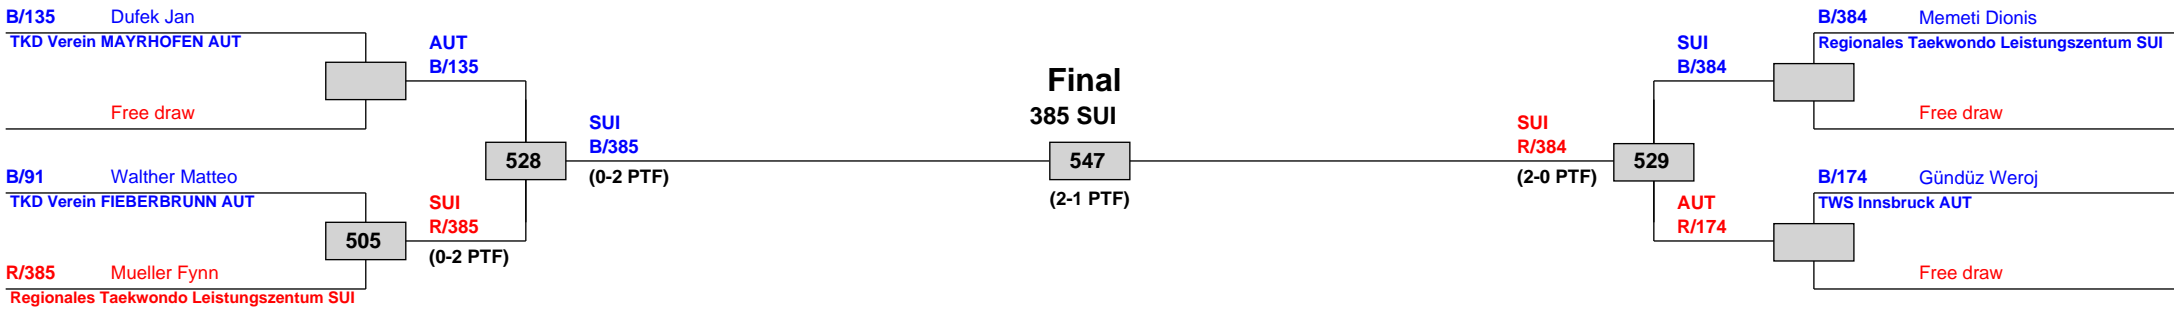 B/135 Dufek Jan
TKD Verein MAYRHOFEN AUT
Free draw
AUT
B/135
B/91 Walther Matteo
TKD Verein FIEBERBRUNN AUT
505
R/385 Mueller Fynn
Regionales Taekwondo Leistungszentum SUI
SUI
R/385
(0-2 PTF)
528
SUI
B/385
(0-2 PTF)
Final
385 SUI
547
(2-1 PTF)
SUI
R/384
(2-0 PTF)
529
SUI
B/384
AUT
R/174
B/384 Memeti Dionis
Regionales Taekwondo Leistungszentum SUI
Free draw
B/174 Gündüz Weroj
TWS Innsbruck AUT
Free draw